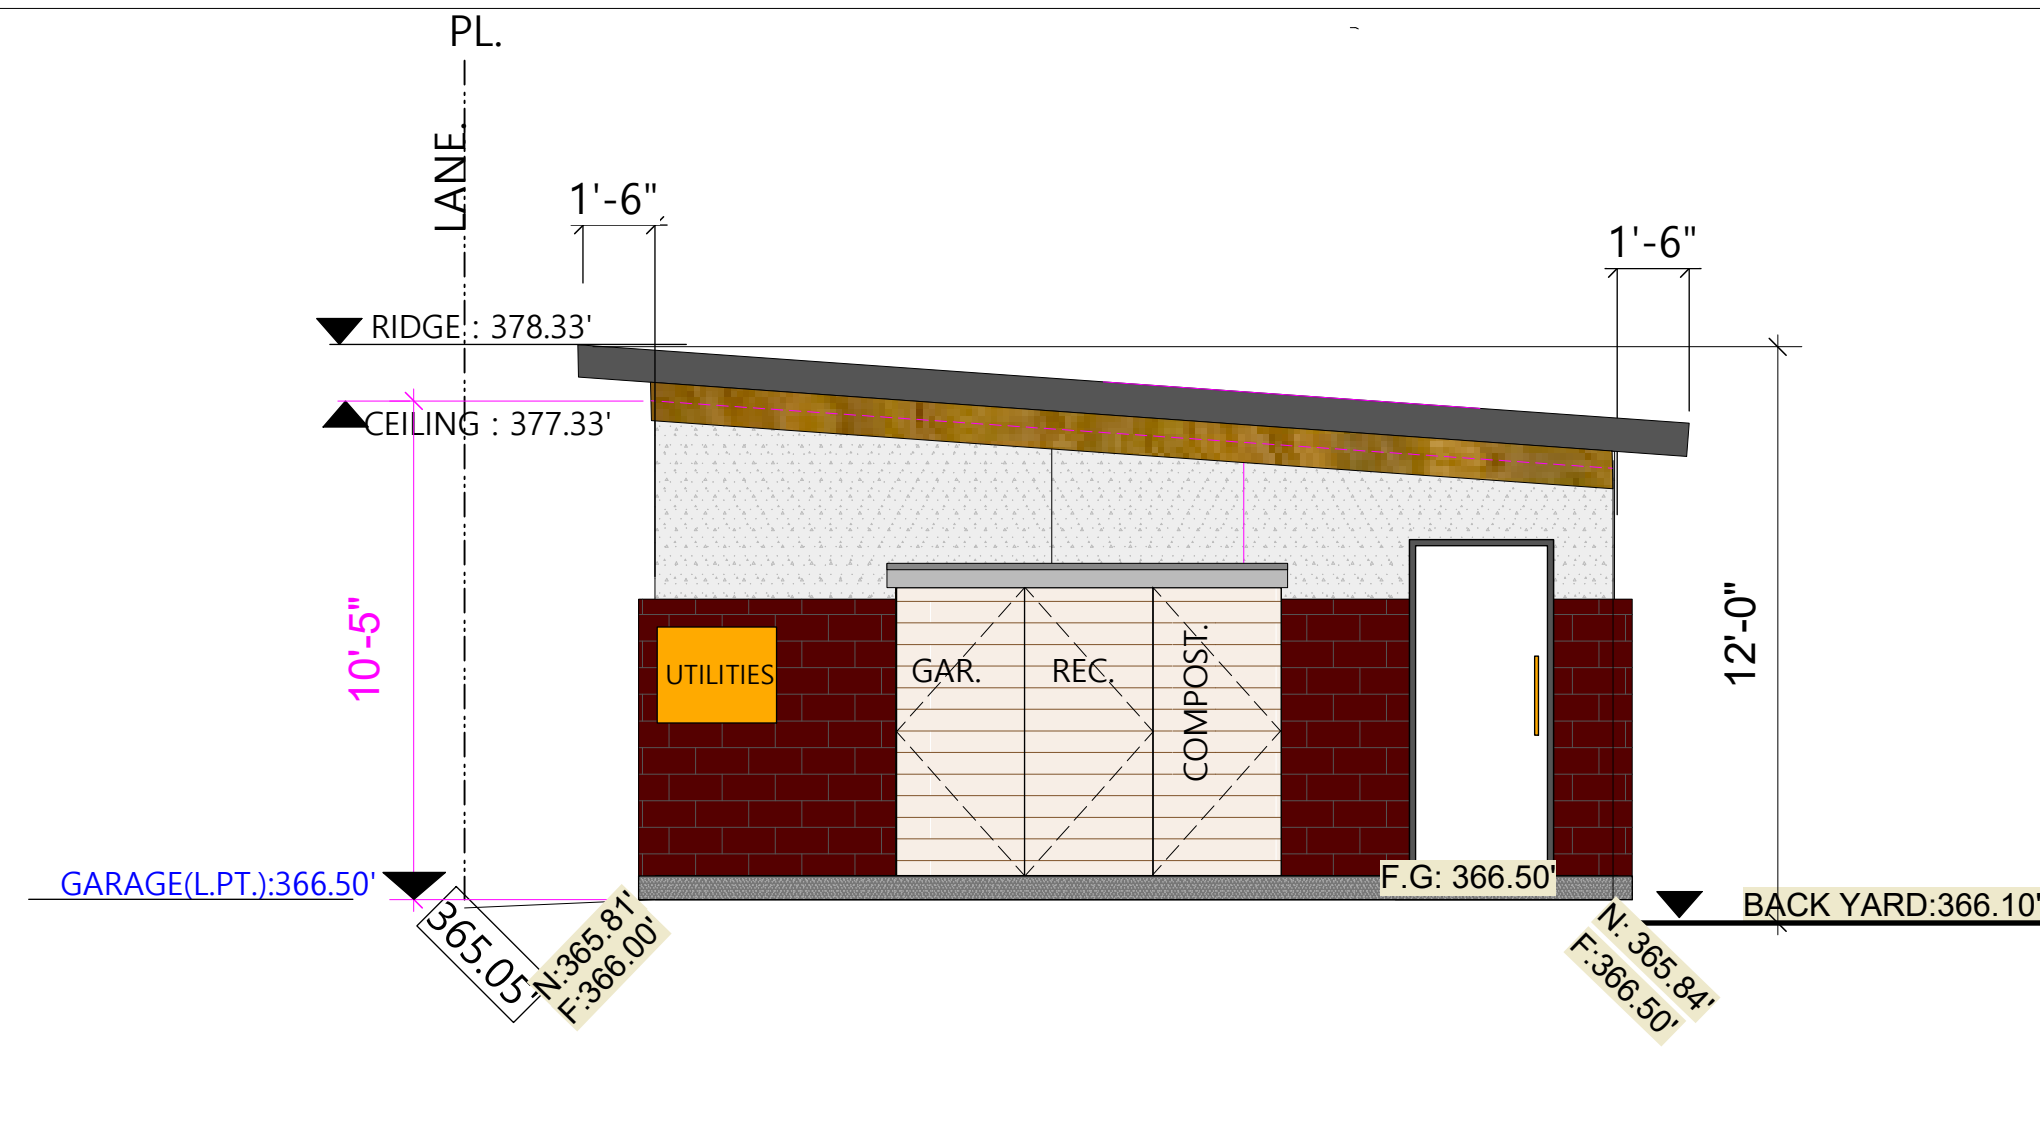 PL.
LANE.
1'-6"
1'-6"
RIDGE : 378.33'
CEILING : 377.33'
10'-5"
12'-0"
UTILITIES
GAR.
REC.
COMPOST.
GARAGE(L.PT.):366.50'
F.G: 366.50'
BACK YARD:366.10'
365.05'
N:365.81'
F:366.00'
N: 365.84'
F:366.50'